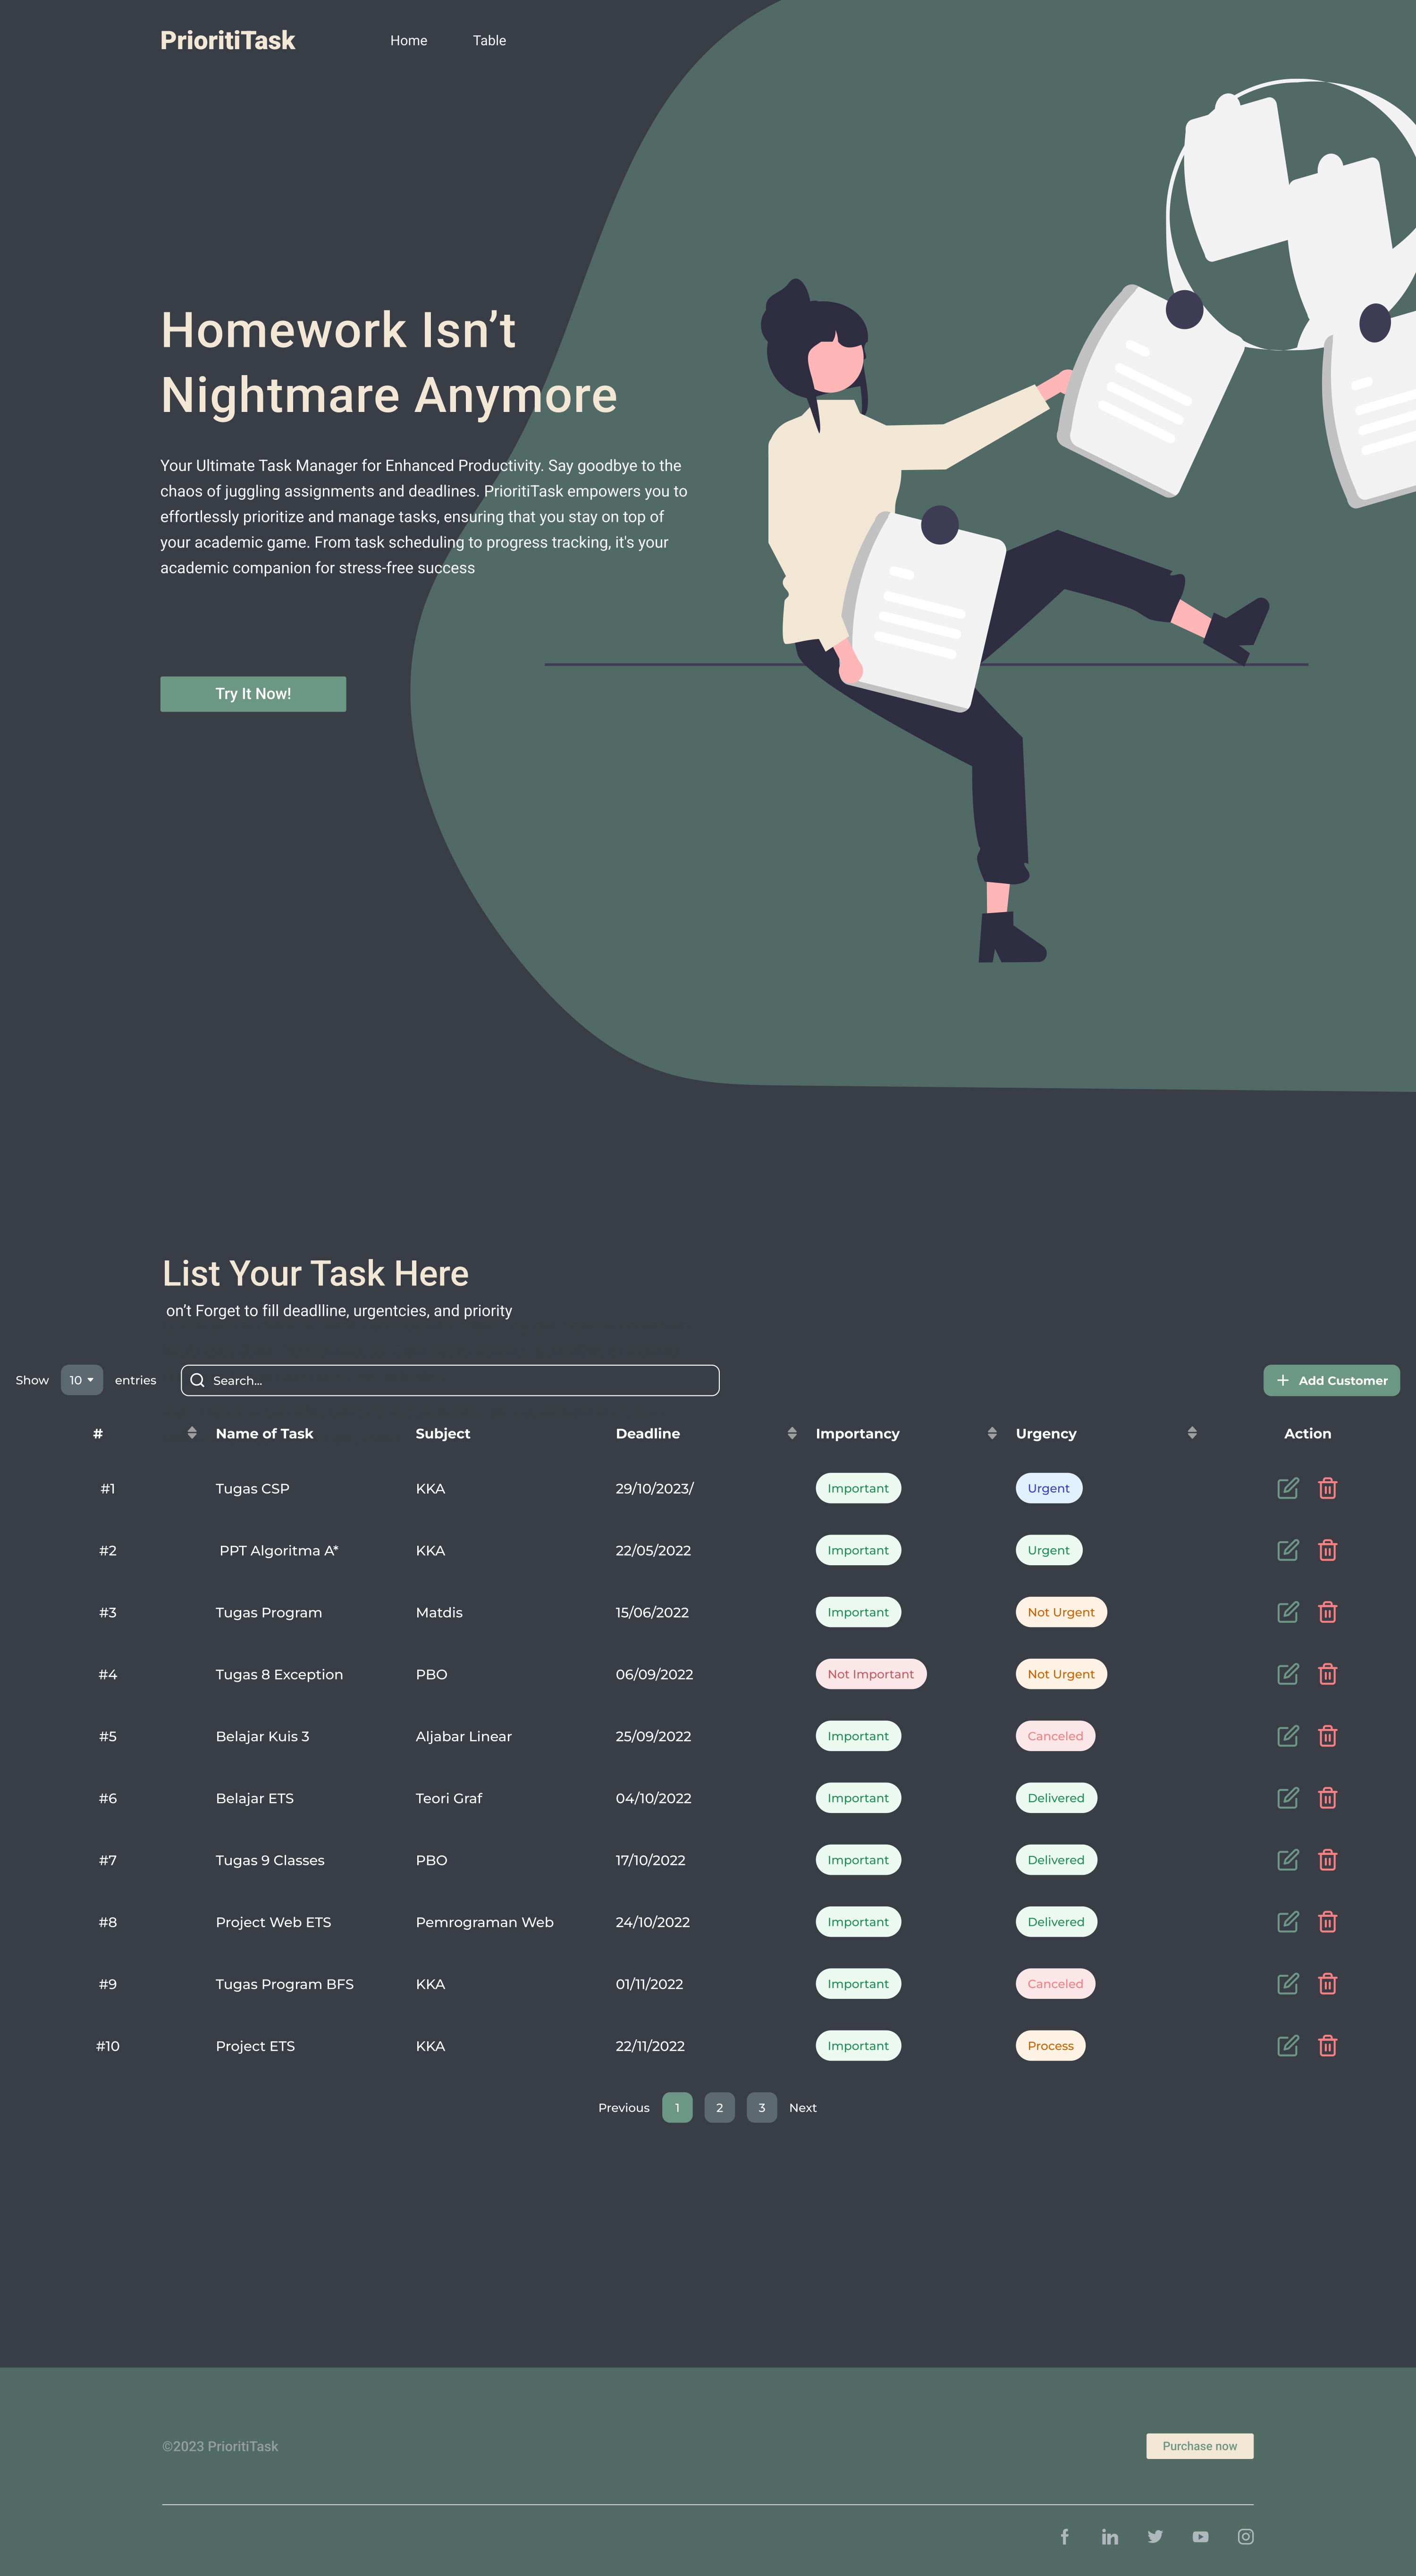 PrioritiTask Home Table
Homework Isn’t
Nightmare Anymore
Your Ultimate Task Manager for Enhanced Productivity. Say goodbye to the
chaos of juggling assignments and deadlines. PrioritiTask empowers you to
effortlessly prioritize and manage tasks, ensuring that you stay on top of
your academic game. From task scheduling to progress tracking, it's your
academic companion for stress-free success
Try It Now!
List Your Task Here
on’t Forget to fill deadlline, urgentcies, and priority
Show 10 entries Search... Add Customer
# Name of Task Subject Deadline Importancy Urgency Action
#1 Tugas CSP KKA 29/10/2023/ Important Urgent
#2 PPT Algoritma A* KKA 22/05/2022 Important Urgent
#3 Tugas Program Matdis 15/06/2022 Important Not Urgent
#4 Tugas 8 Exception PBO 06/09/2022 Not Important Not Urgent
#5 Belajar Kuis 3 Aljabar Linear 25/09/2022 Important Canceled
#6 Belajar ETS Teori Graf 04/10/2022 Important Delivered
#7 Tugas 9 Classes PBO 17/10/2022 Important Delivered
#8 Project Web ETS Pemrograman Web 24/10/2022 Important Delivered
#9 Tugas Program BFS KKA 01/11/2022 Important Canceled
#10 Project ETS KKA 22/11/2022 Important Process
Previous 1 2 3 Next
©2023 PrioritiTask Purchase now